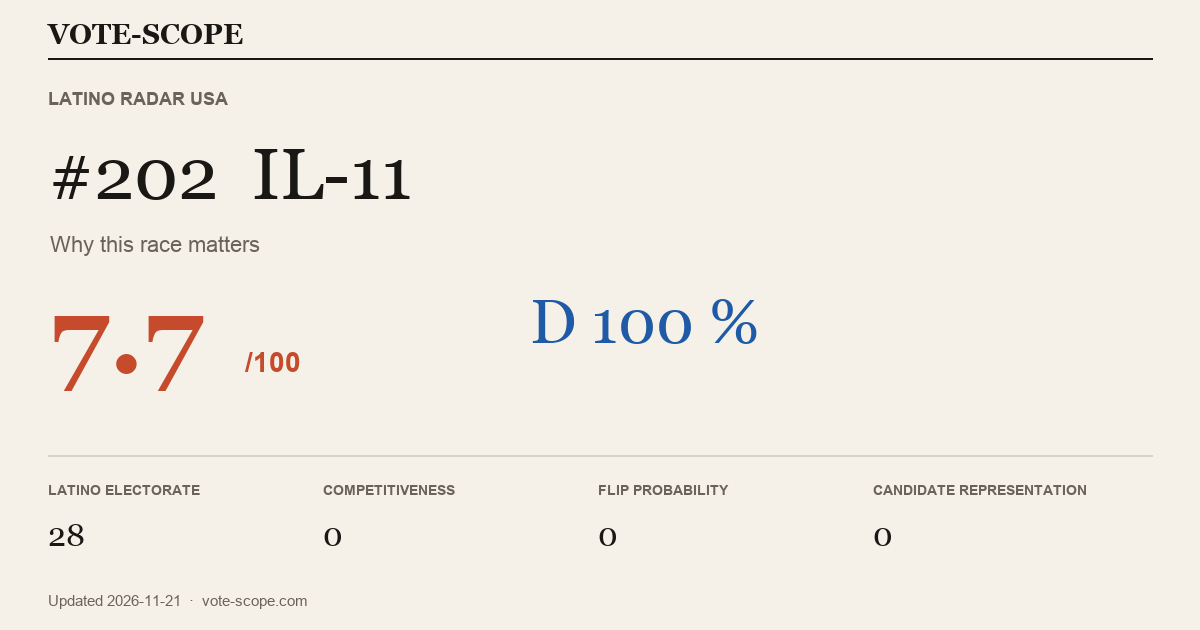 VOTE-SCOPE
LATINO RADAR USA
#202 IL-11
Why this race matters
7.7 /100
D 100 %
LATINO ELECTORATE COMPETITIVENESS FLIP PROBABILITY CANDIDATE REPRESENTATION
28 0 0 0
Updated 2026-11-21 · vote-scope.com